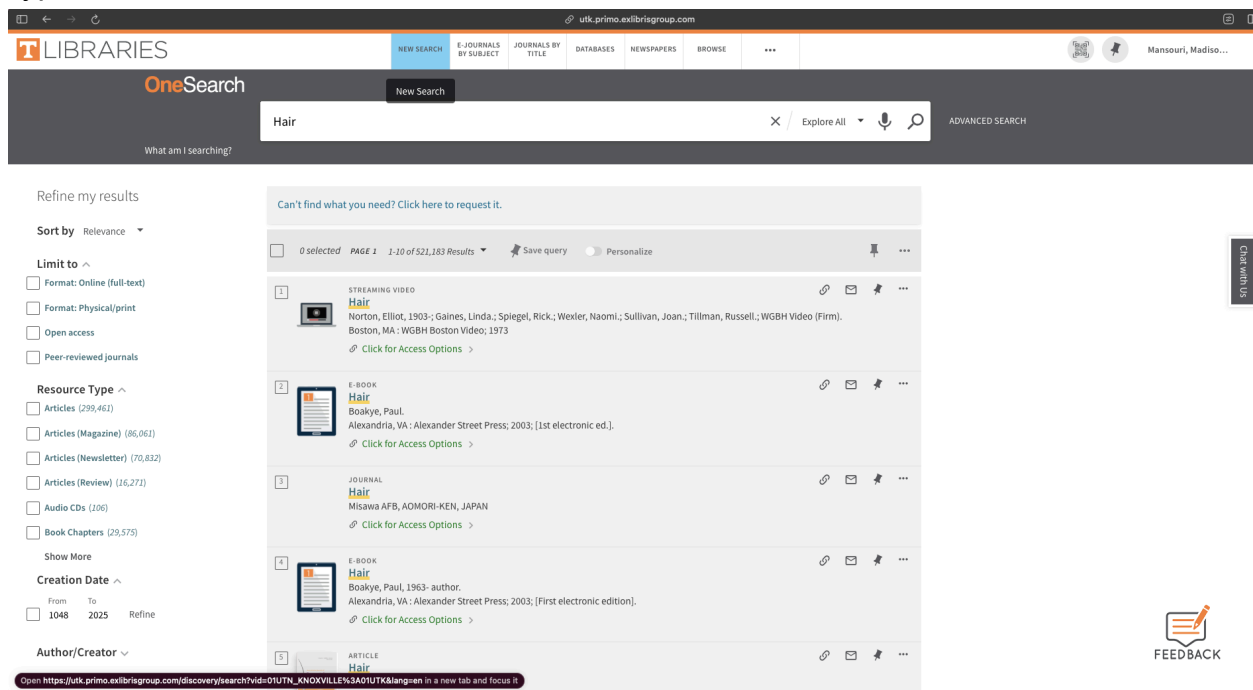 utk.primo.exlibrisgroup.com
T LIBRARIES
NEW SEARCH
E-JOURNALS BY SUBJECT
JOURNALS BY TITLE
DATABASES
NEWSPAPERS
BROWSE
Mansouri, Madiso...
OneSearch
New Search
Hair
Explore All
ADVANCED SEARCH
What am I searching?
Refine my results
Sort by Relevance
Limit to
Format: Online (full-text)
Format: Physical/print
Open access
Peer-reviewed journals
Resource Type
Articles (299,461)
Articles (Magazine) (86,061)
Articles (Newsletter) (70,832)
Articles (Review) (16,271)
Audio CDs (106)
Book Chapters (29,575)
Show More
Creation Date
From To
1048 2025 Refine
Author/Creator
Can't find what you need? Click here to request it.
0 selected PAGE 1 1-10 of 521,183 Results Save query Personalize
1
STREAMING VIDEO
Hair
Norton, Elliot, 1903-; Gaines, Linda.; Spiegel, Rick.; Wexler, Naomi.; Sullivan, Joan.; Tillman, Russell.; WGBH Video (Firm).
Boston, MA : WGBH Boston Video; 1973
Click for Access Options
2
E-BOOK
Hair
Boakye, Paul.
Alexandria, VA : Alexander Street Press; 2003; [1st electronic ed.].
Click for Access Options
3
JOURNAL
Hair
Misawa AFB, AOMORI-KEN, JAPAN
Click for Access Options
4
E-BOOK
Hair
Boakye, Paul, 1963- author.
Alexandria, VA : Alexander Street Press; 2003; [First electronic edition].
Click for Access Options
5
ARTICLE
Hair
Chat with Us
FEEDBACK
Open https://utk.primo.exlibrisgroup.com/discovery/search?vid=01UTN_KNOXVILLE%3A01UTK&lang=en in a new tab and focus it